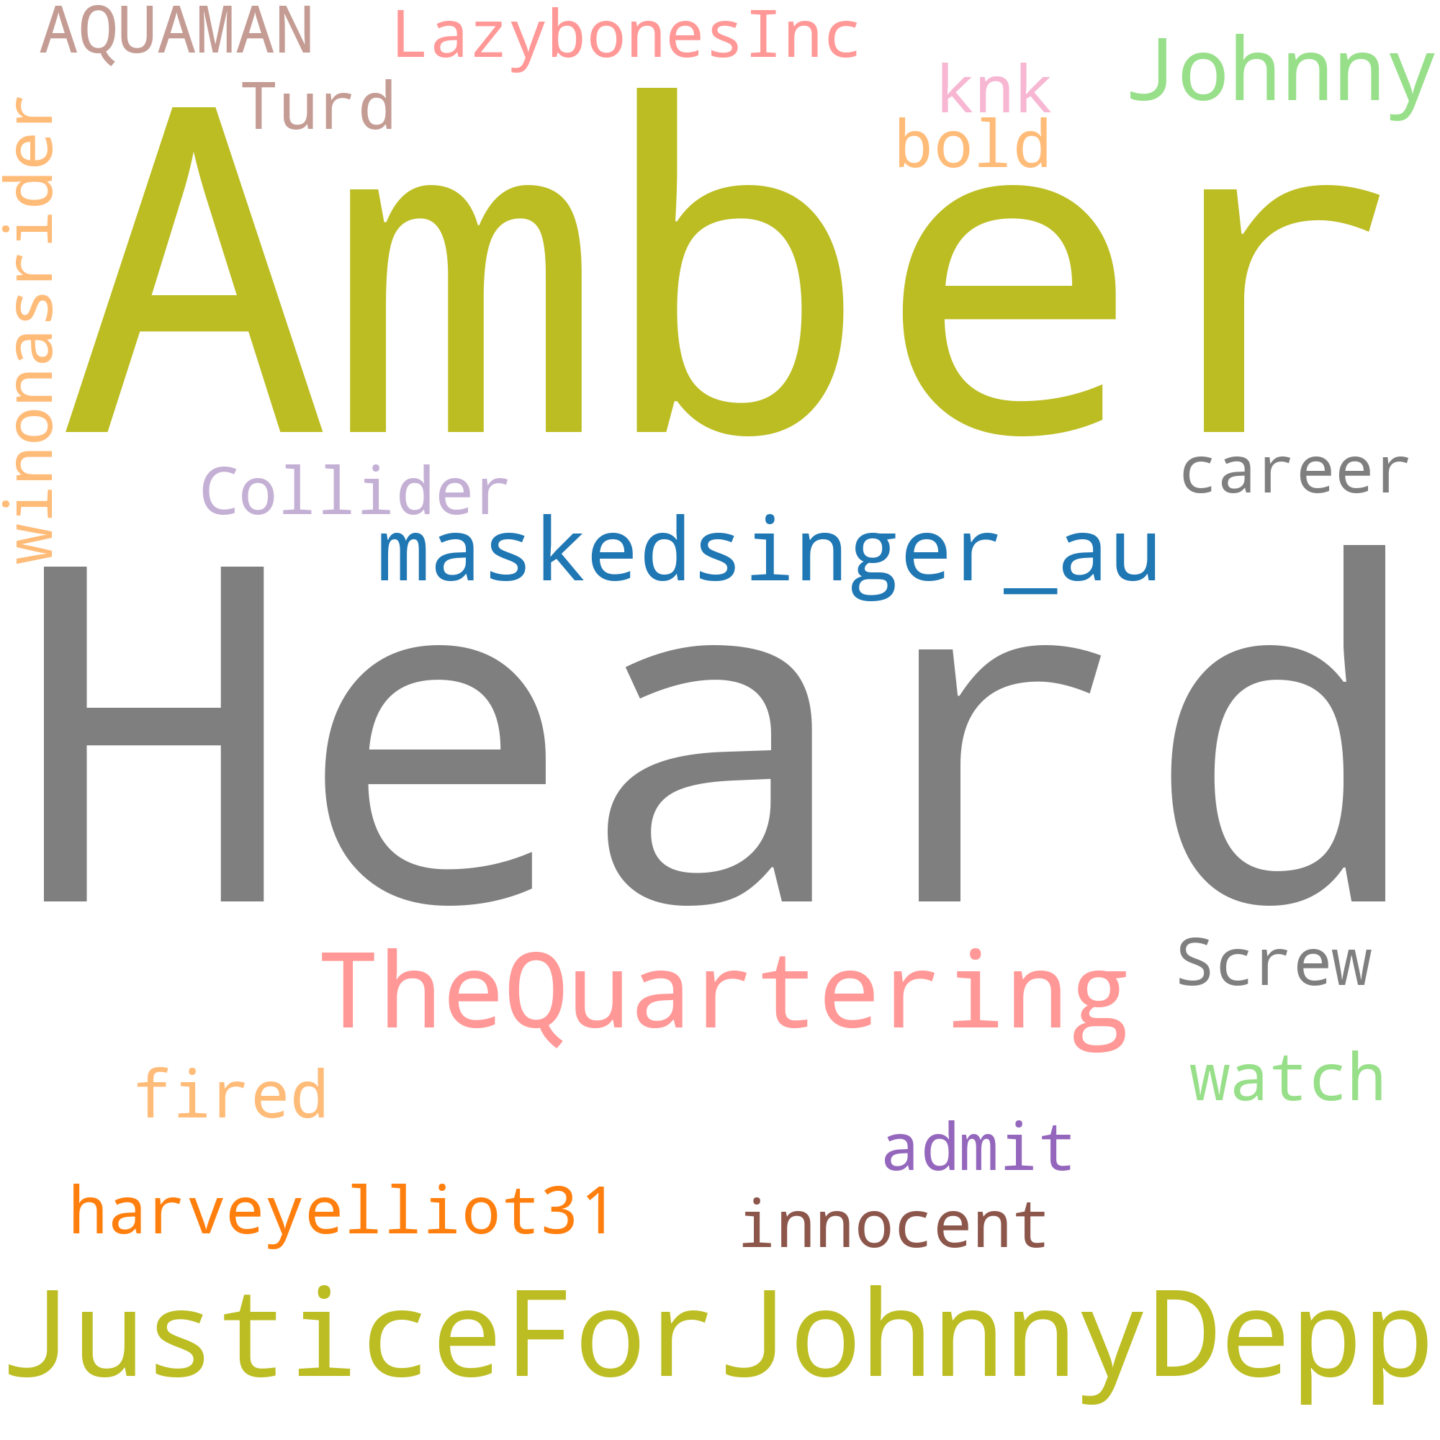 AQUAMAN
LazybonesInc
Johnny
Turd
knk
bold
winonasrider
Amber
career
Collider
maskedsinger_au
Heard
TheQuartering
Screw
fired
watch
admit
harveyelliot31
innocent
JusticeForJohnnyDepp